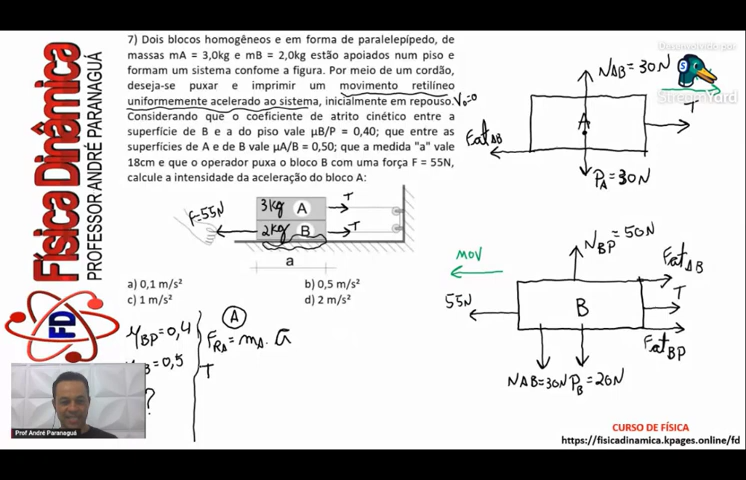 Física Dinâmica
PROFESSOR ANDRÉ PARANAGUÁ
FD
7) Dois blocos homogêneos e em forma de paralelepípedo, de
massas mA = 3,0kg e mB = 2,0kg estão apoiados num piso e
formam um sistema confome a figura. Por meio de um cordão,
deseja-se puxar e imprimir um movimento retilíneo
uniformemente acelerado ao sistema, inicialmente em repouso. V₀=0
Considerando que o coeficiente de atrito cinético entre a
superfície de B e a do piso vale μB/P = 0,40; que entre as
superfícies de A e de B vale μA/B = 0,50; que a medida "a" vale
18cm e que o operador puxa o bloco B com uma força F = 55N,
calcule a intensidade da aceleração do bloco A:
F=55N
3kg A T
2kg B T
a
a) 0,1 m/s² b) 0,5 m/s²
c) 1 m/s² d) 2 m/s²
μBP=0,4
B=0,5
?
A
FRA = mA. a
T
Desenvolvido por
StreamYard
NAB=30N
A
T
FatAB
PA=30N
MOV
NBP=50N
FatAB
55N
B
T
FatBP
NAB=30N PB=20N
Prof André Paranaguá
CURSO DE FÍSICA
https://fisicadinamica.kpages.online/fd